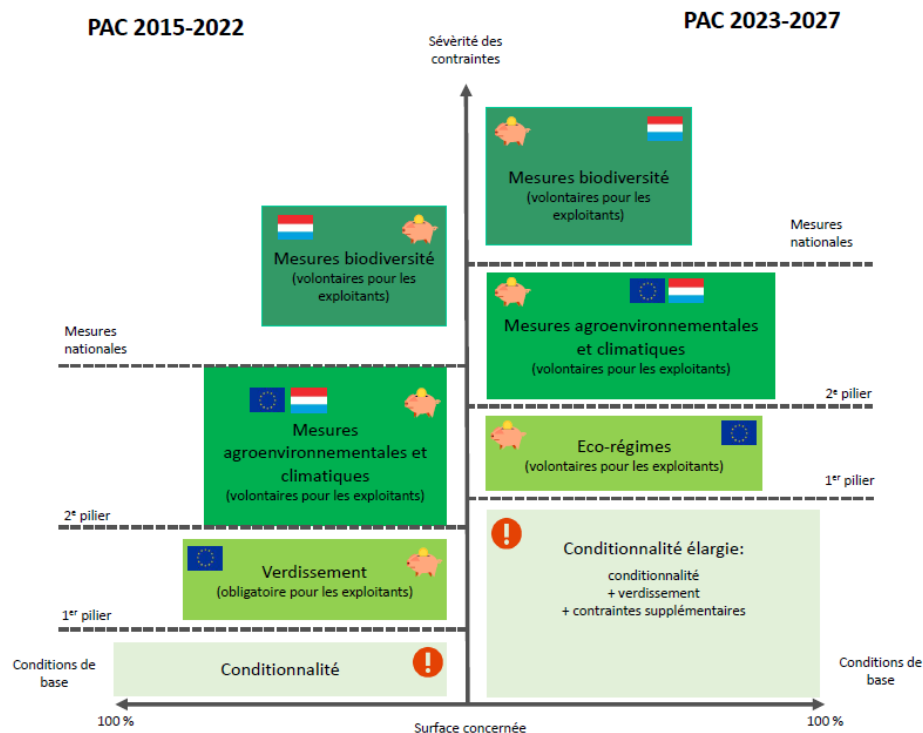 PAC 2015-2022
PAC 2023-2027
Sévèrité des
contraintes
Mesures biodiversité
(volontaires pour les
exploitants)
Mesures
nationales
Mesures biodiversité
(volontaires pour les
exploitants)
Mesures agroenvironnementales
et climatiques
(volontaires pour les exploitants)
Mesures
nationales
2e pilier
Mesures
agroenvironnementales et
climatiques
(volontaires pour les exploitants)
Eco-régimes
(volontaires pour les exploitants)
1er pilier
2e pilier
Verdissement
(obligatoire pour les exploitants)
Conditionnalité élargie:
conditionnalité
+ verdissement
+ contraintes supplémentaires
1er pilier
Conditions de
base
Conditionnalité
Conditions de
base
100 %
Surface concernée
100 %